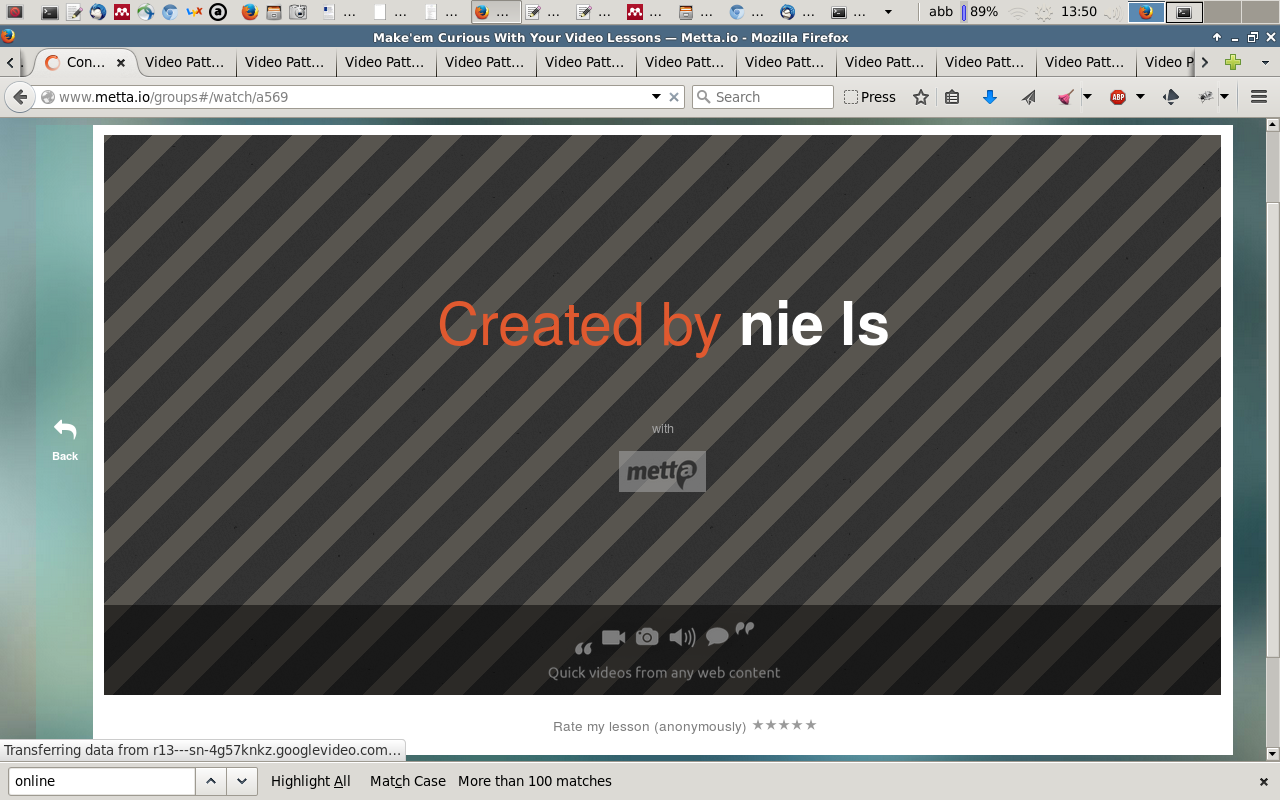 ... ... ... ... ... ... ... ... ... ... ... ... abb 89% 13:50
Make'em Curious With Your Video Lessons — Metta.io - Mozilla Firefox
Con... Video Patt... Video Patt... Video Patt... Video Patt... Video Patt... Video Patt... Video Patt... Video Patt... Video Patt... Video Patt... Video P
www.metta.io/groups#/watch/a569 Search Press ABP
Created by nie ls
with
metta
Back
“ ”
Quick videos from any web content
Rate my lesson (anonymously) ★★★★★
Transferring data from r13---sn-4g57knkz.googlevideo.com...
online Highlight All Match Case More than 100 matches